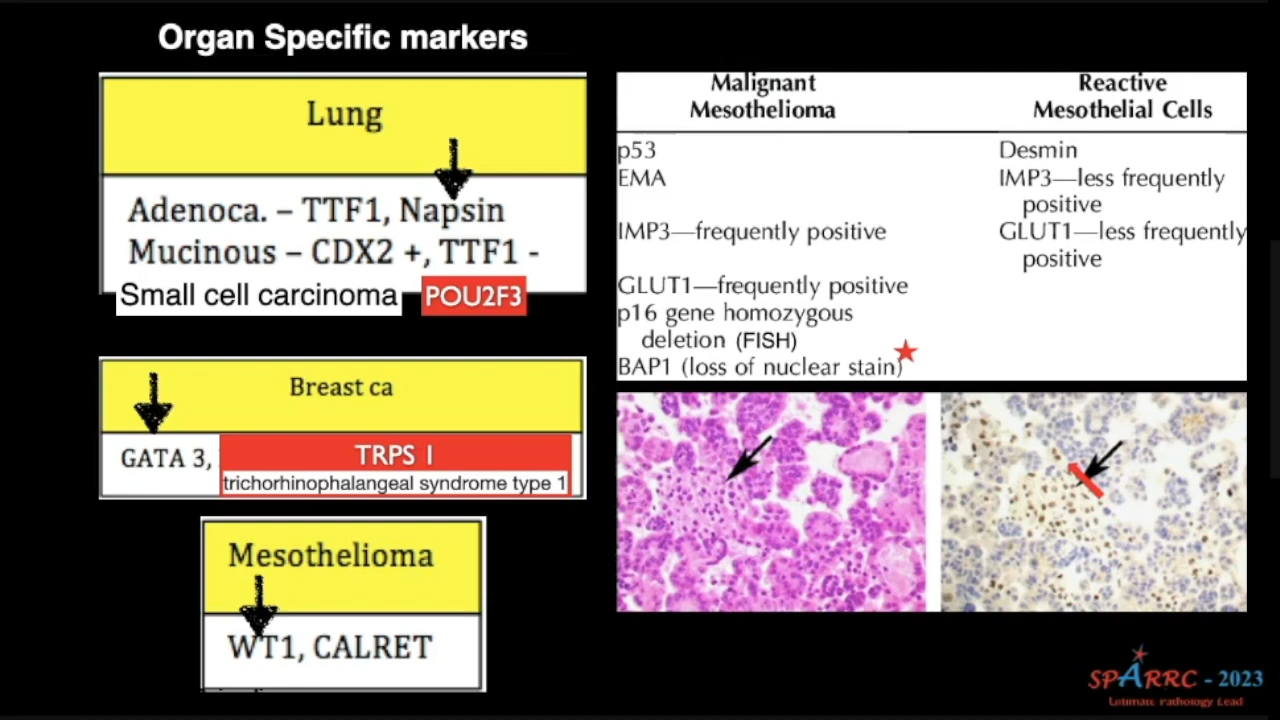 Organ Specific markers
Lung
Adenoca. – TTF1, Napsin
Mucinous – CDX2 +, TTF1 -
Small cell carcinoma POU2F3
Breast ca
GATA 3, TRPS 1
trichorhinophalangeal syndrome type 1
Mesothelioma
WT1, CALRET
Malignant Mesothelioma
Reactive Mesothelial Cells
p53
Desmin
EMA
IMP3—less frequently
positive
IMP3—frequently positive
GLUT1—less frequently
positive
GLUT1—frequently positive
p16 gene homozygous
deletion (FISH)
BAP1 (loss of nuclear stain)
SPARRC - 2023
Ultimate Pathology Lead